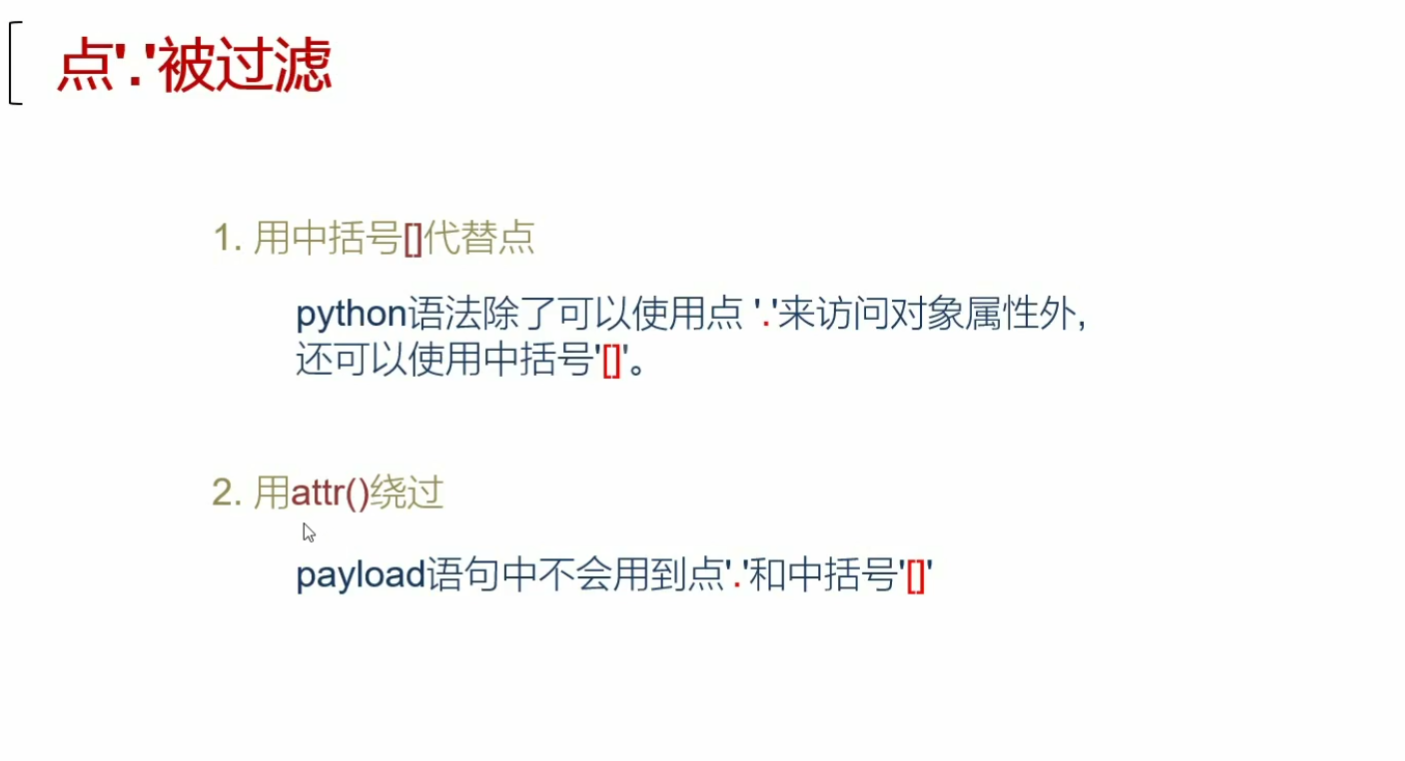 点'.'被过滤
1. 用中括号[]代替点
python语法除了可以使用点 '.'来访问对象属性外,
还可以使用中括号'[]'。
2. 用attr()绕过
payload语句中不会用到点'.'和中括号'[]'